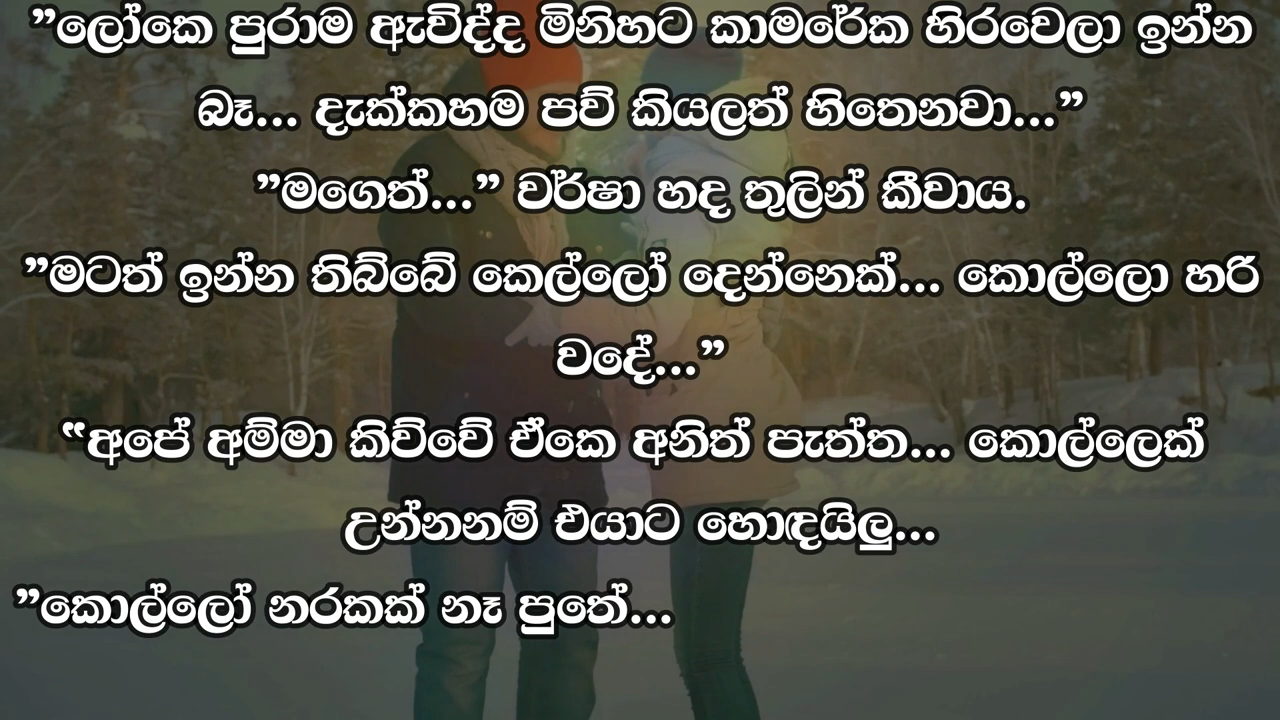 ”ලෝකෙ පුරාම ඇවිද්ද මිනිහට කාමරේක හිරවෙලා ඉන්න
බෑ... දැක්කහම පව් කියලත් හිතෙනවා...”
”මගෙත්...” වර්ෂා හද තුලින් කීවාය.
”මටත් ඉන්න තිබ්බේ කෙල්ලෝ දෙන්නෙක්... කොල්ලො හරි
වදේ...”
“අපේ අම්මා කිව්වේ ඒකෙ අනිත් පැත්ත... කොල්ලෙක්
උන්නනම් එයාට හොඳයිලු...
”කොල්ලෝ නරකක් නෑ පුතේ...